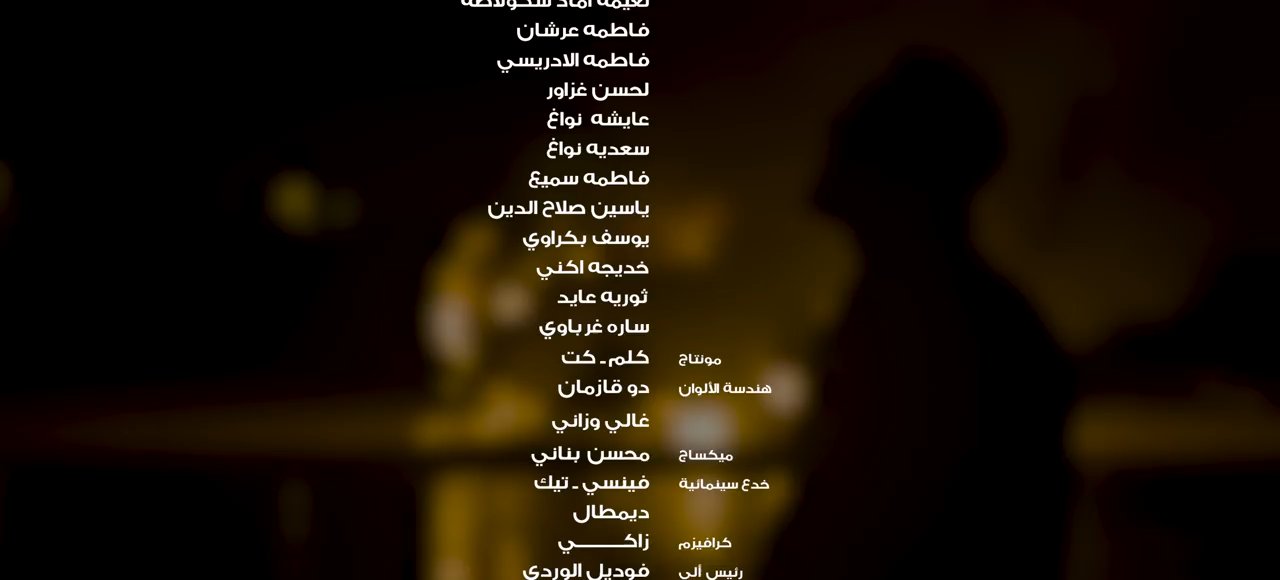 فاطمه عرشان
فاطمه الادريسي
لحسن غزاور
عايشه نواغ
سعديه نواغ
فاطمه سميع
ياسين صلاح الدين
يوسف بكراوي
خديجه اكني
ثوريه عايد
ساره غرباوي
مونتاج كلم - كت
هندسة الألوان دو قازمان
غالي وزاني
ميكساج محسن بناني
خدع سينمائية فينسي - تيك
ديمطال
كرافيزم زاكـــــــي
رئيس ألي فوديل الوردي